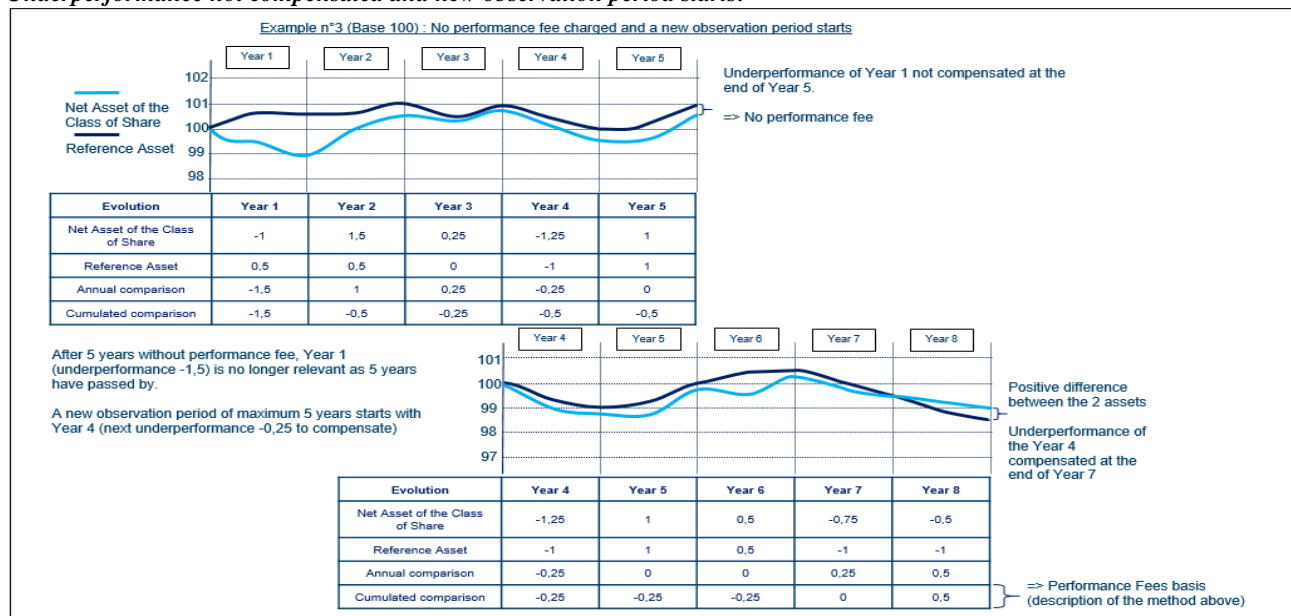 Underperformance not compensated and new observation period starts:
Example n°3 (Base 100) : No performance fee charged and a new observation period starts
Year 1 Year 2 Year 3 Year 4 Year 5
102
101
100
99
98
Net Asset of the
Class of Share
Reference Asset
Underperformance of Year 1 not compensated at the
end of Year 5.
=> No performance fee
Evolution Year 1 Year 2 Year 3 Year 4 Year 5
Net Asset of the Class
of Share -1 1,5 0,25 -1,25 1
Reference Asset 0,5 0,5 0 -1 1
Annual comparison -1,5 1 0,25 -0,25 0
Cumulated comparison -1,5 -0,5 -0,25 -0,5 -0,5
After 5 years without performance fee, Year 1
(underperformance -1,5) is no longer relevant as 5 years
have passed by.
A new observation period of maximum 5 years starts with
Year 4 (next underperformance -0,25 to compensate)
Year 4 Year 5 Year 6 Year 7 Year 8
101
100
99
98
97
Positive difference
between the 2 assets
Underperformance of
the Year 4
compensated at the
end of Year 7
Evolution Year 4 Year 5 Year 6 Year 7 Year 8
Net Asset of the Class
of Share -1,25 1 0,5 -0,75 -0,5
Reference Asset -1 1 0,5 -1 -1
Annual comparison -0,25 0 0 0,25 0,5
Cumulated comparison -0,25 -0,25 -0,25 0 0,5
=> Performance Fees basis
(description of the method above)